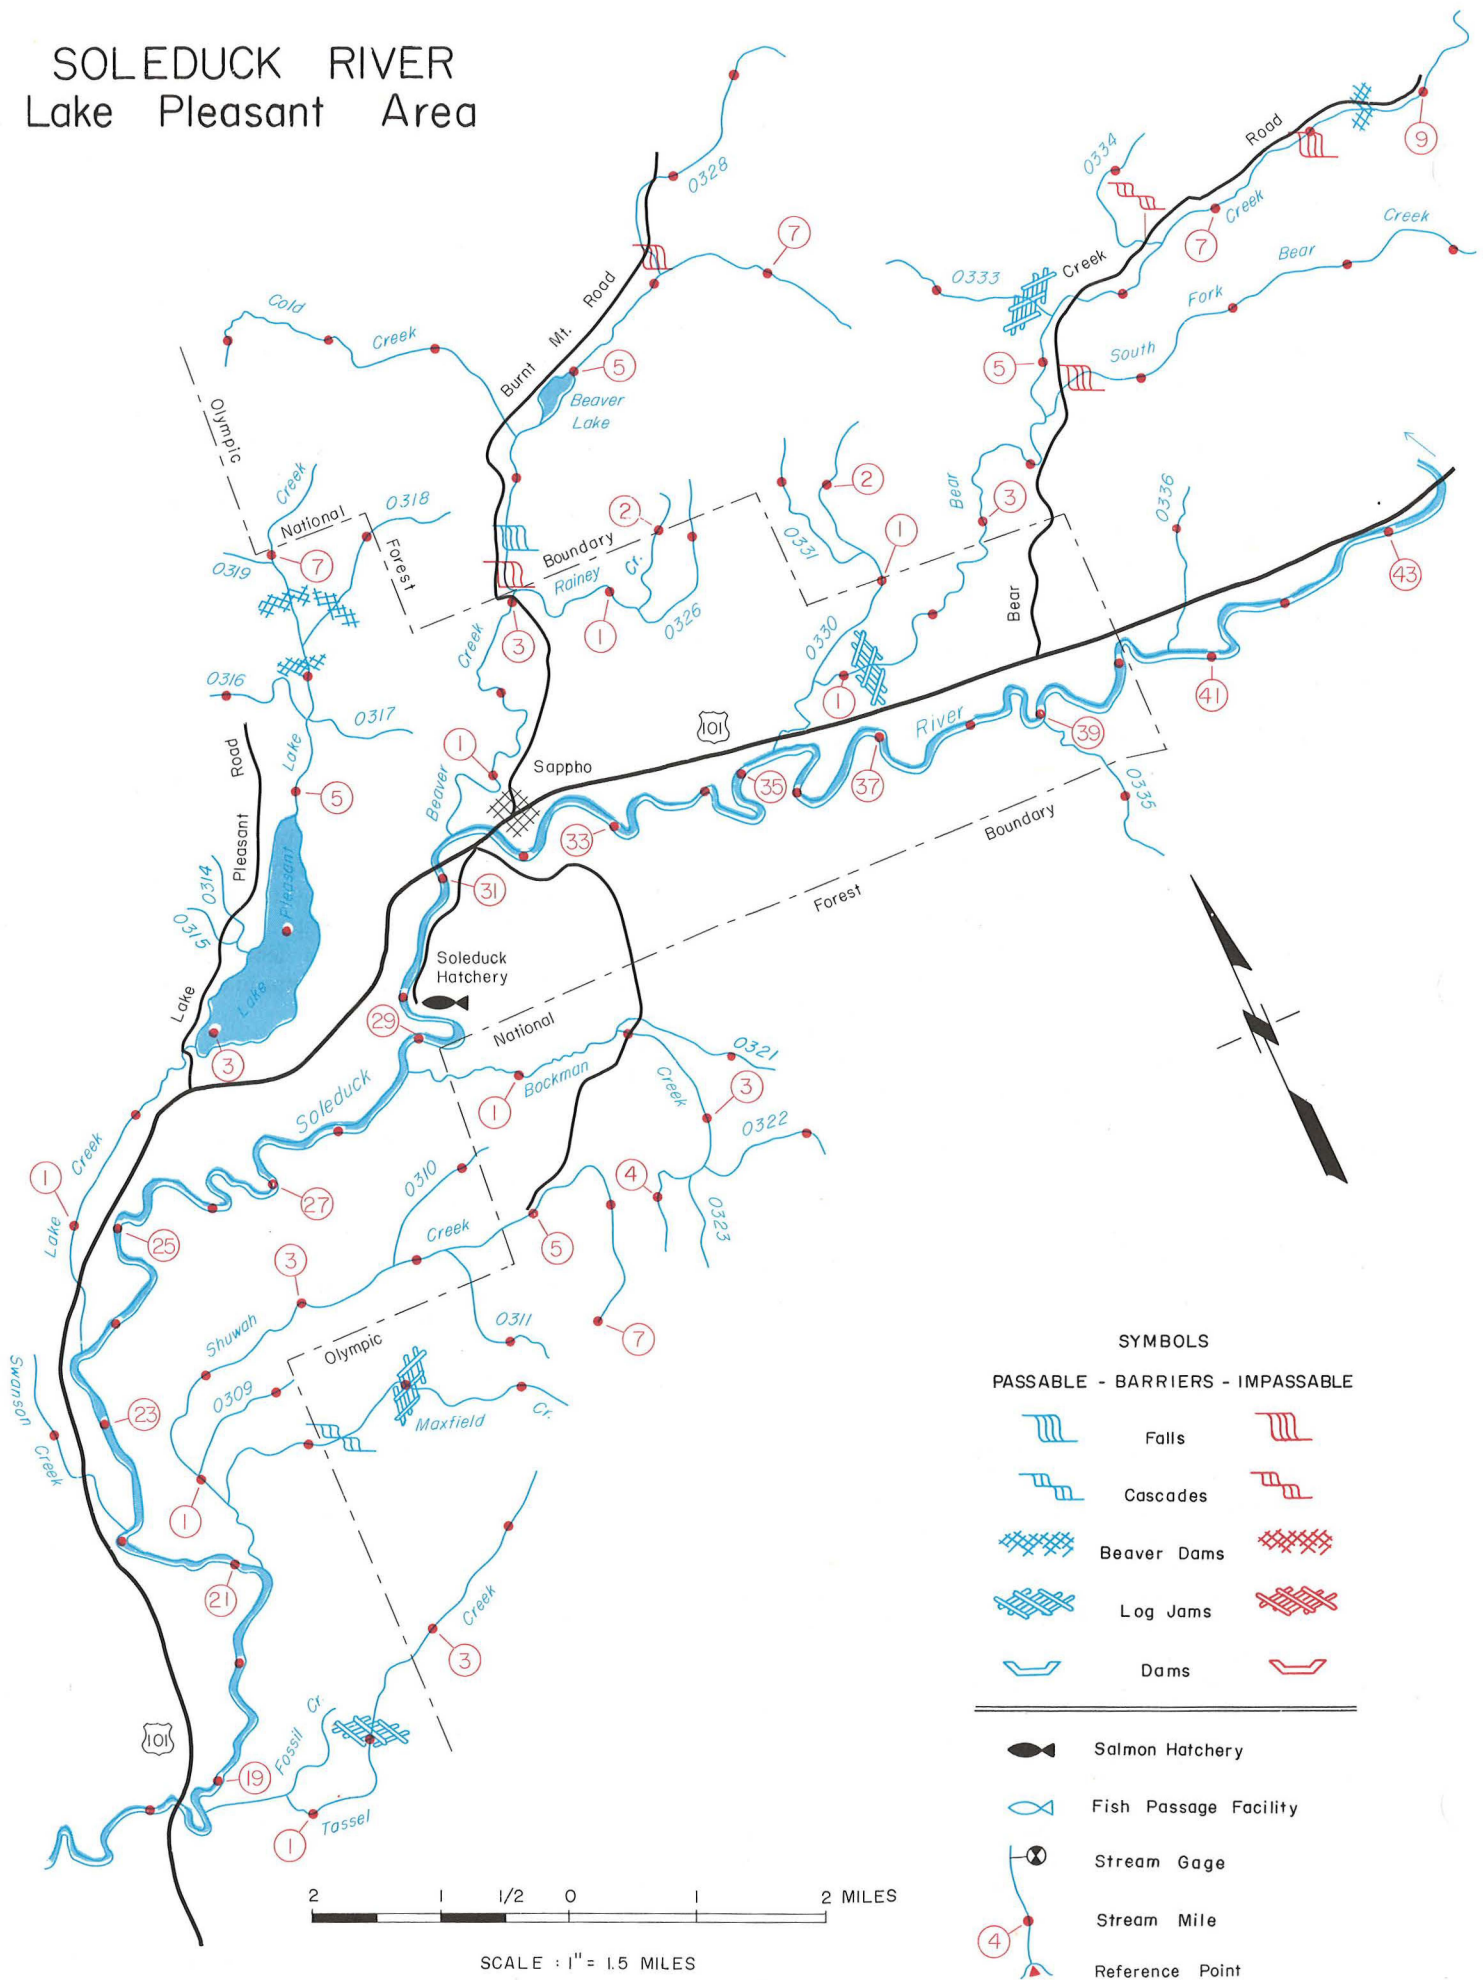 SOLEDUCK RIVER
Lake Pleasant Area
0328
7
Burnt Mt. Road
5
Beaver
Lake
Cold Creek
Olympic
National
Forest
Boundary
Creek
0318
0319
7
0316
0317
Lake
5
Lake Pleasant Road
0314
0315
Lake Pleasant
3
Rainey Cr.
2
1
0326
3
Creek
Beaver
1
Sappho
0334
Road
9
Creek
7
Creek
0333
Creek
Bear
Fork
South
5
Bear
3
2
1
0331
0330
1
Bear
0336
43
41
39
0335
River
37
35
33
101
31
Boundary
Forest
National
Soleduck
Hatchery
29
Soleduck
27
25
23
21
19
Bockman
1
Creek
0321
3
0322
4
0323
0310
Creek
5
7
3
Shuwah
0311
Olympic
0309
1
Maxfield Cr.
Lake Creek
1
Swanson Creek
Creek
3
Fossil Cr.
Tassel
1
101
2 1 1/2 0 1 2 MILES
SCALE : 1" = 1.5 MILES
SYMBOLS
PASSABLE - BARRIERS - IMPASSABLE
Falls
Cascades
Beaver Dams
Log Jams
Dams
Salmon Hatchery
Fish Passage Facility
Stream Gage
Stream Mile
4
Reference Point